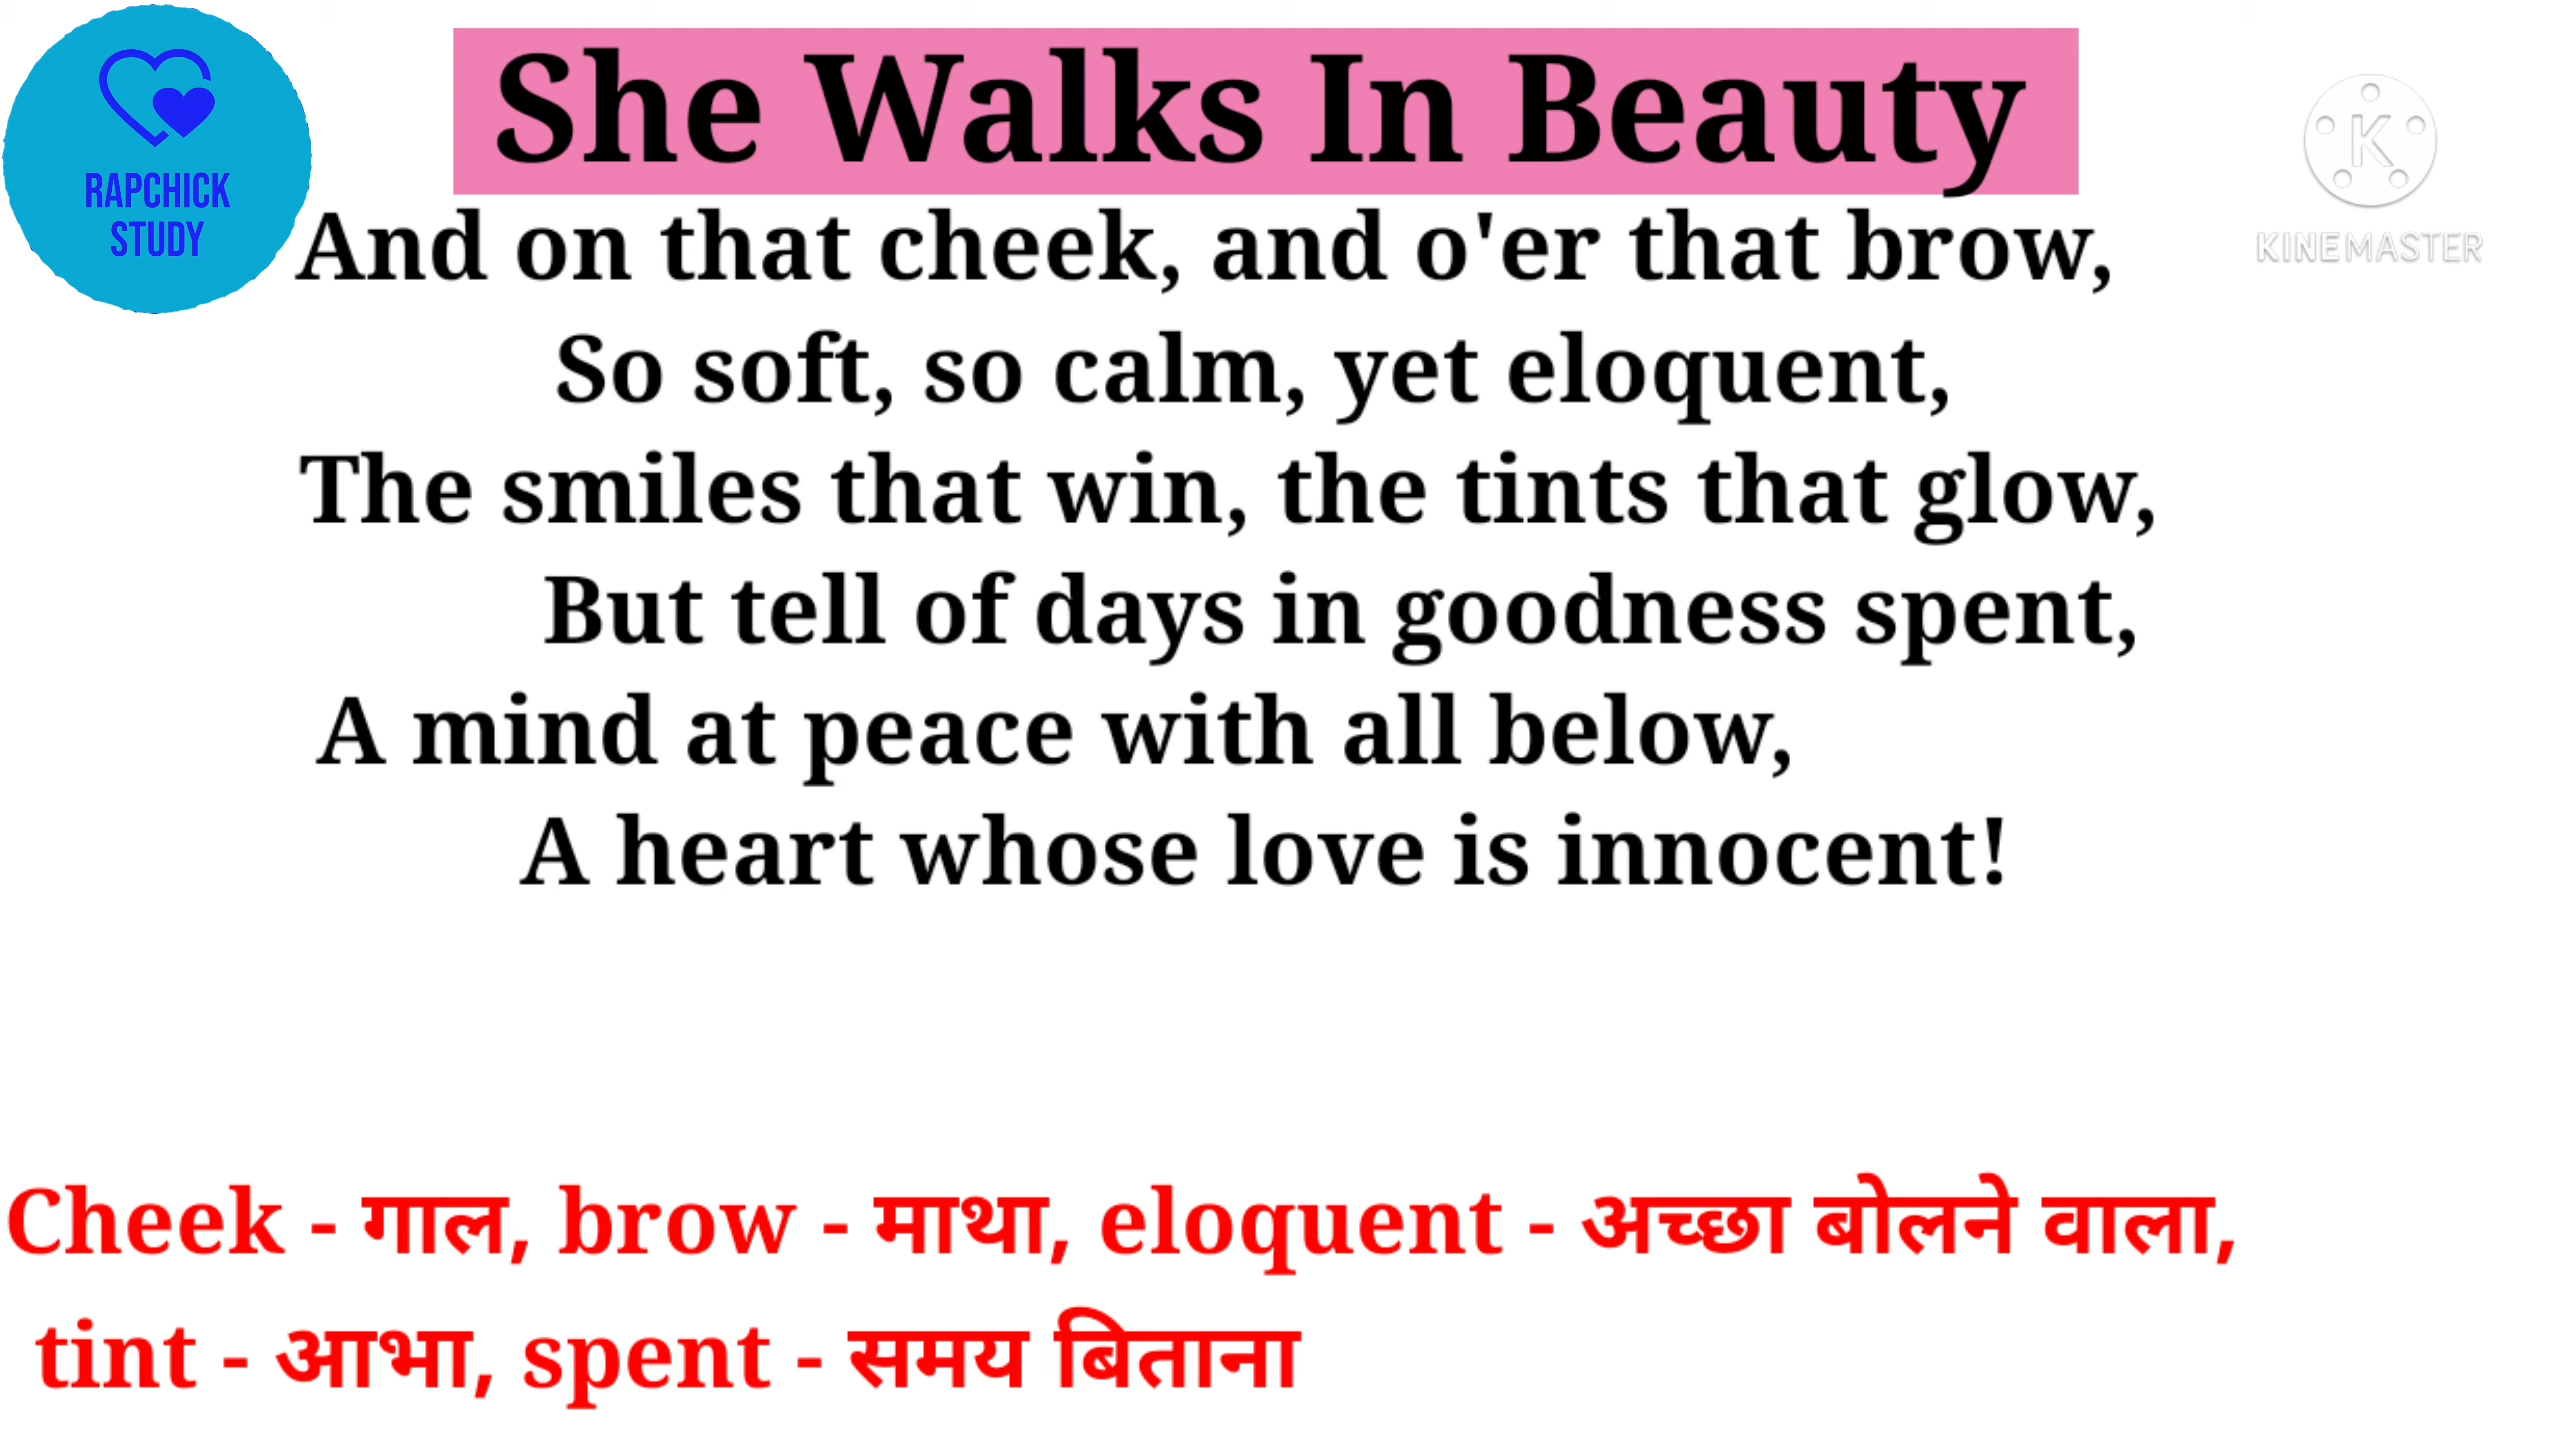 RAPCHICK
STUDY
She Walks In Beauty
KINEMASTER
And on that cheek, and o'er that brow,
So soft, so calm, yet eloquent,
The smiles that win, the tints that glow,
But tell of days in goodness spent,
A mind at peace with all below,
A heart whose love is innocent!
Cheek - गाल, brow - माथा, eloquent - अच्छा बोलने वाला,
tint - आभा, spent - समय बिताना